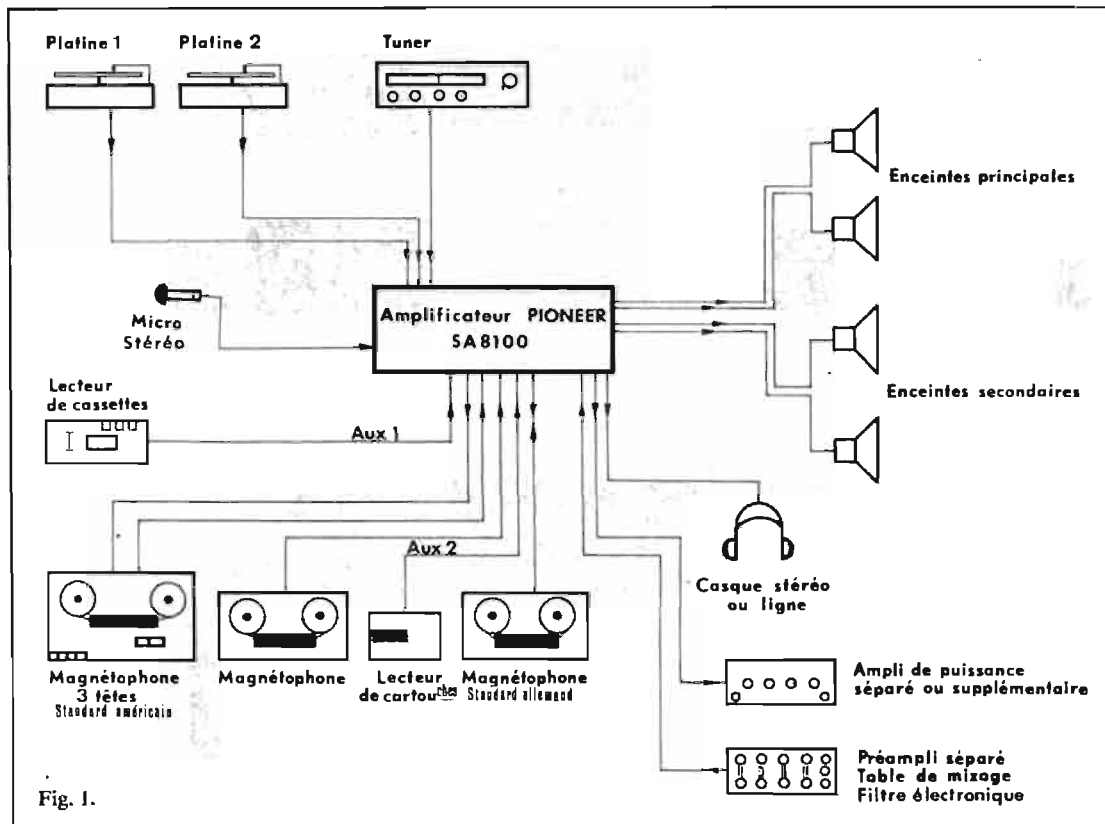 Platine 1
Platine 2
Tuner
Enceintes principales
Amplificateur PIONEER
SA8100
Micro
Stéréo
Enceintes secondaires
Lecteur
de cassettes
Aux 1
Aux 2
Casque stéréo
ou ligne
Magnétophone
3 têtes
Standard américain
Magnétophone
Lecteur
de cartouches
Magnétophone
Standard allemand
Ampli de puissance
séparé ou supplémentaire
Préampli séparé
Table de mixage
Filtre électronique
Fig. 1.